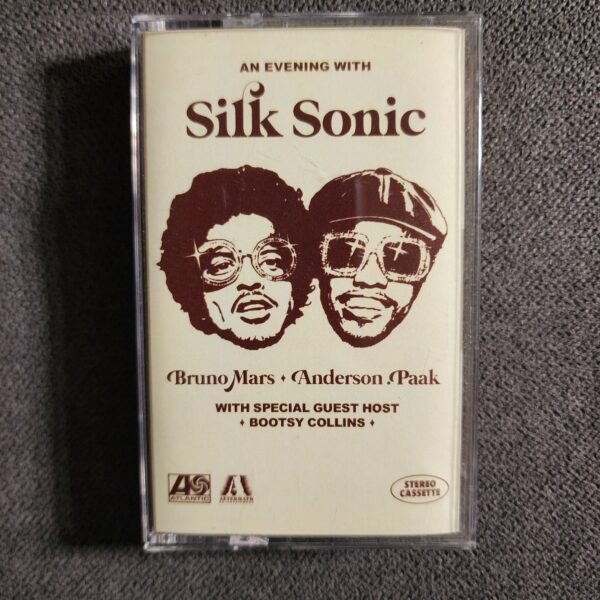 AN EVENING WITH
Silk Sonic
Bruno Mars ✦ Anderson .Paak
WITH SPECIAL GUEST HOST
✦ BOOTSY COLLINS ✦
ATLANTIC
AFTERMATH
STEREO
CASSETTE